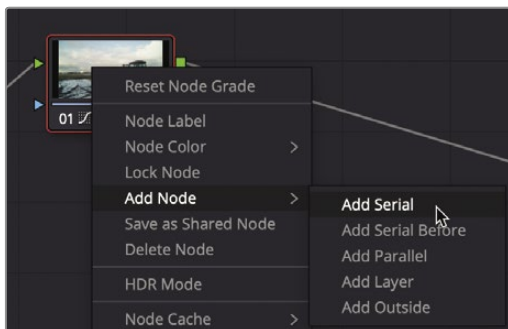 01
Reset Node Grade
Node Label
Node Color >
Lock Node
Add Node >
Save as Shared Node
Delete Node
HDR Mode
Node Cache >
Add Serial
Add Serial Before
Add Parallel
Add Layer
Add Outside